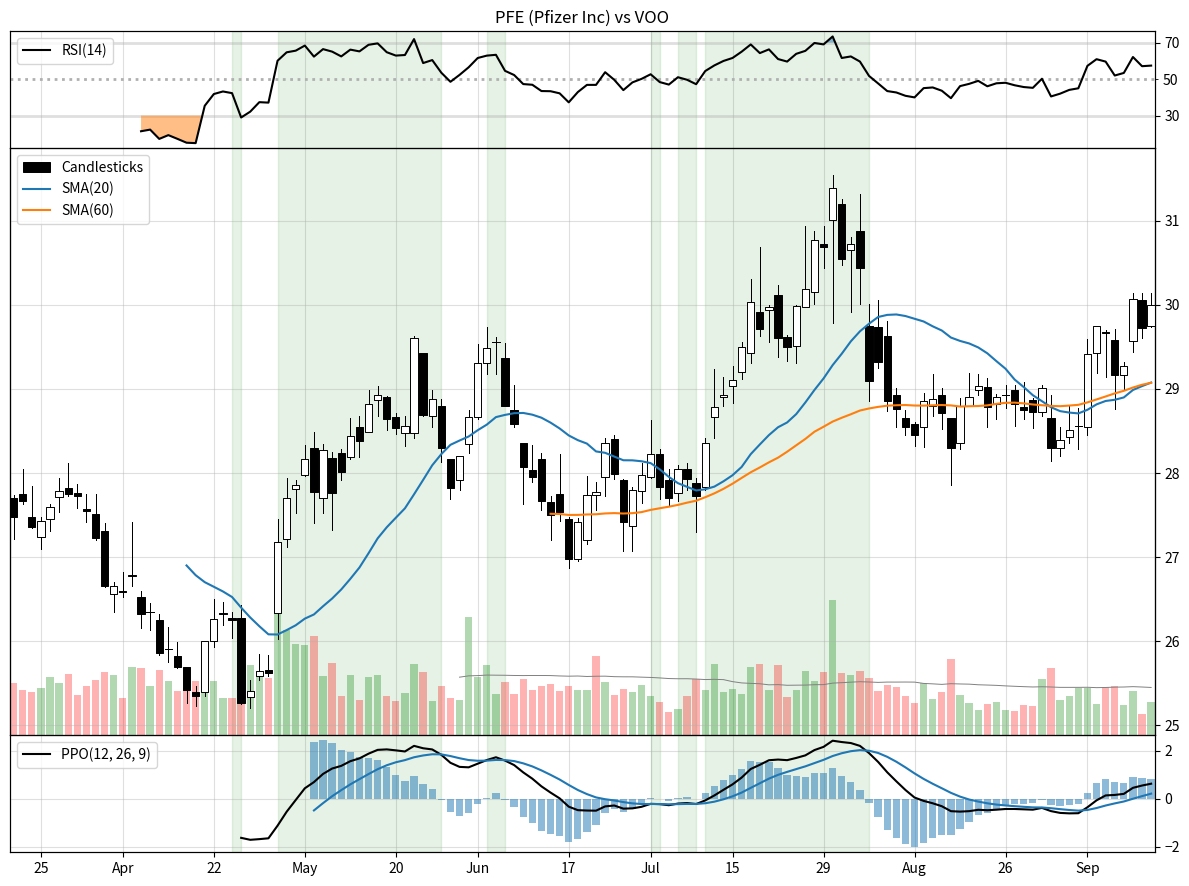 PFE (Pfizer Inc) vs VOO
RSI(14)
70
50
30
Candlesticks
SMA(20)
SMA(60)
31
30
29
28
27
26
25
PPO(12, 26, 9)
2
0
−2
25 Apr 22 May 20 Jun 17 Jul 15 29 Aug 26 Sep